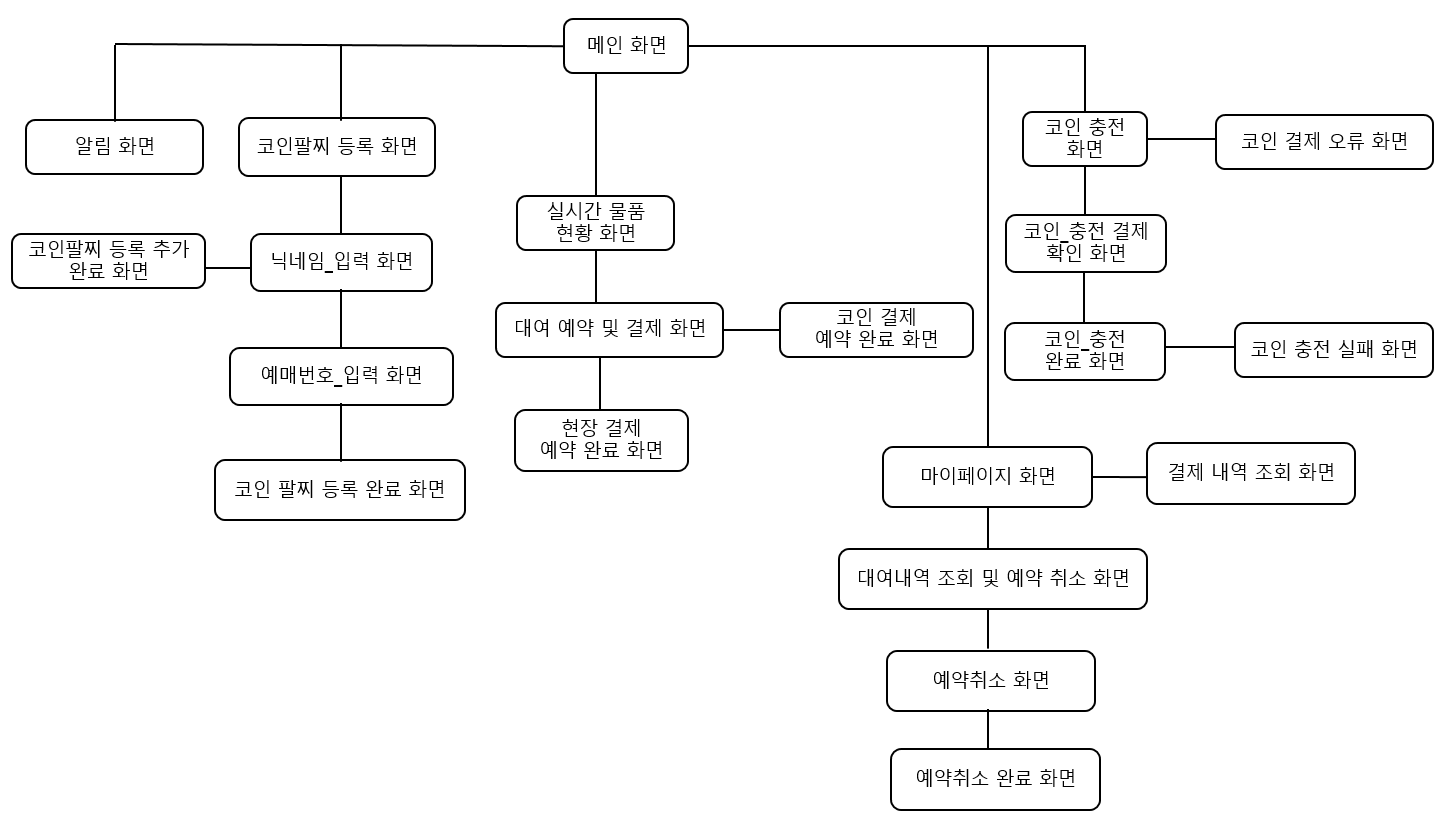 메인 화면
알림 화면
코인팔찌 등록 화면
코인 충전
화면
코인 결제 오류 화면
실시간 물품
현황 화면
코인팔찌 등록 추가
완료 화면
닉네임_입력 화면
코인_충전 결제
확인 화면
대여 예약 및 결제 화면
코인 결제
예약 완료 화면
코인_충전
완료 화면
코인 충전 실패 화면
예매번호_입력 화면
현장 결제
예약 완료 화면
코인 팔찌 등록 완료 화면
마이페이지 화면
결제 내역 조회 화면
대여내역 조회 및 예약 취소 화면
예약취소 화면
예약취소 완료 화면